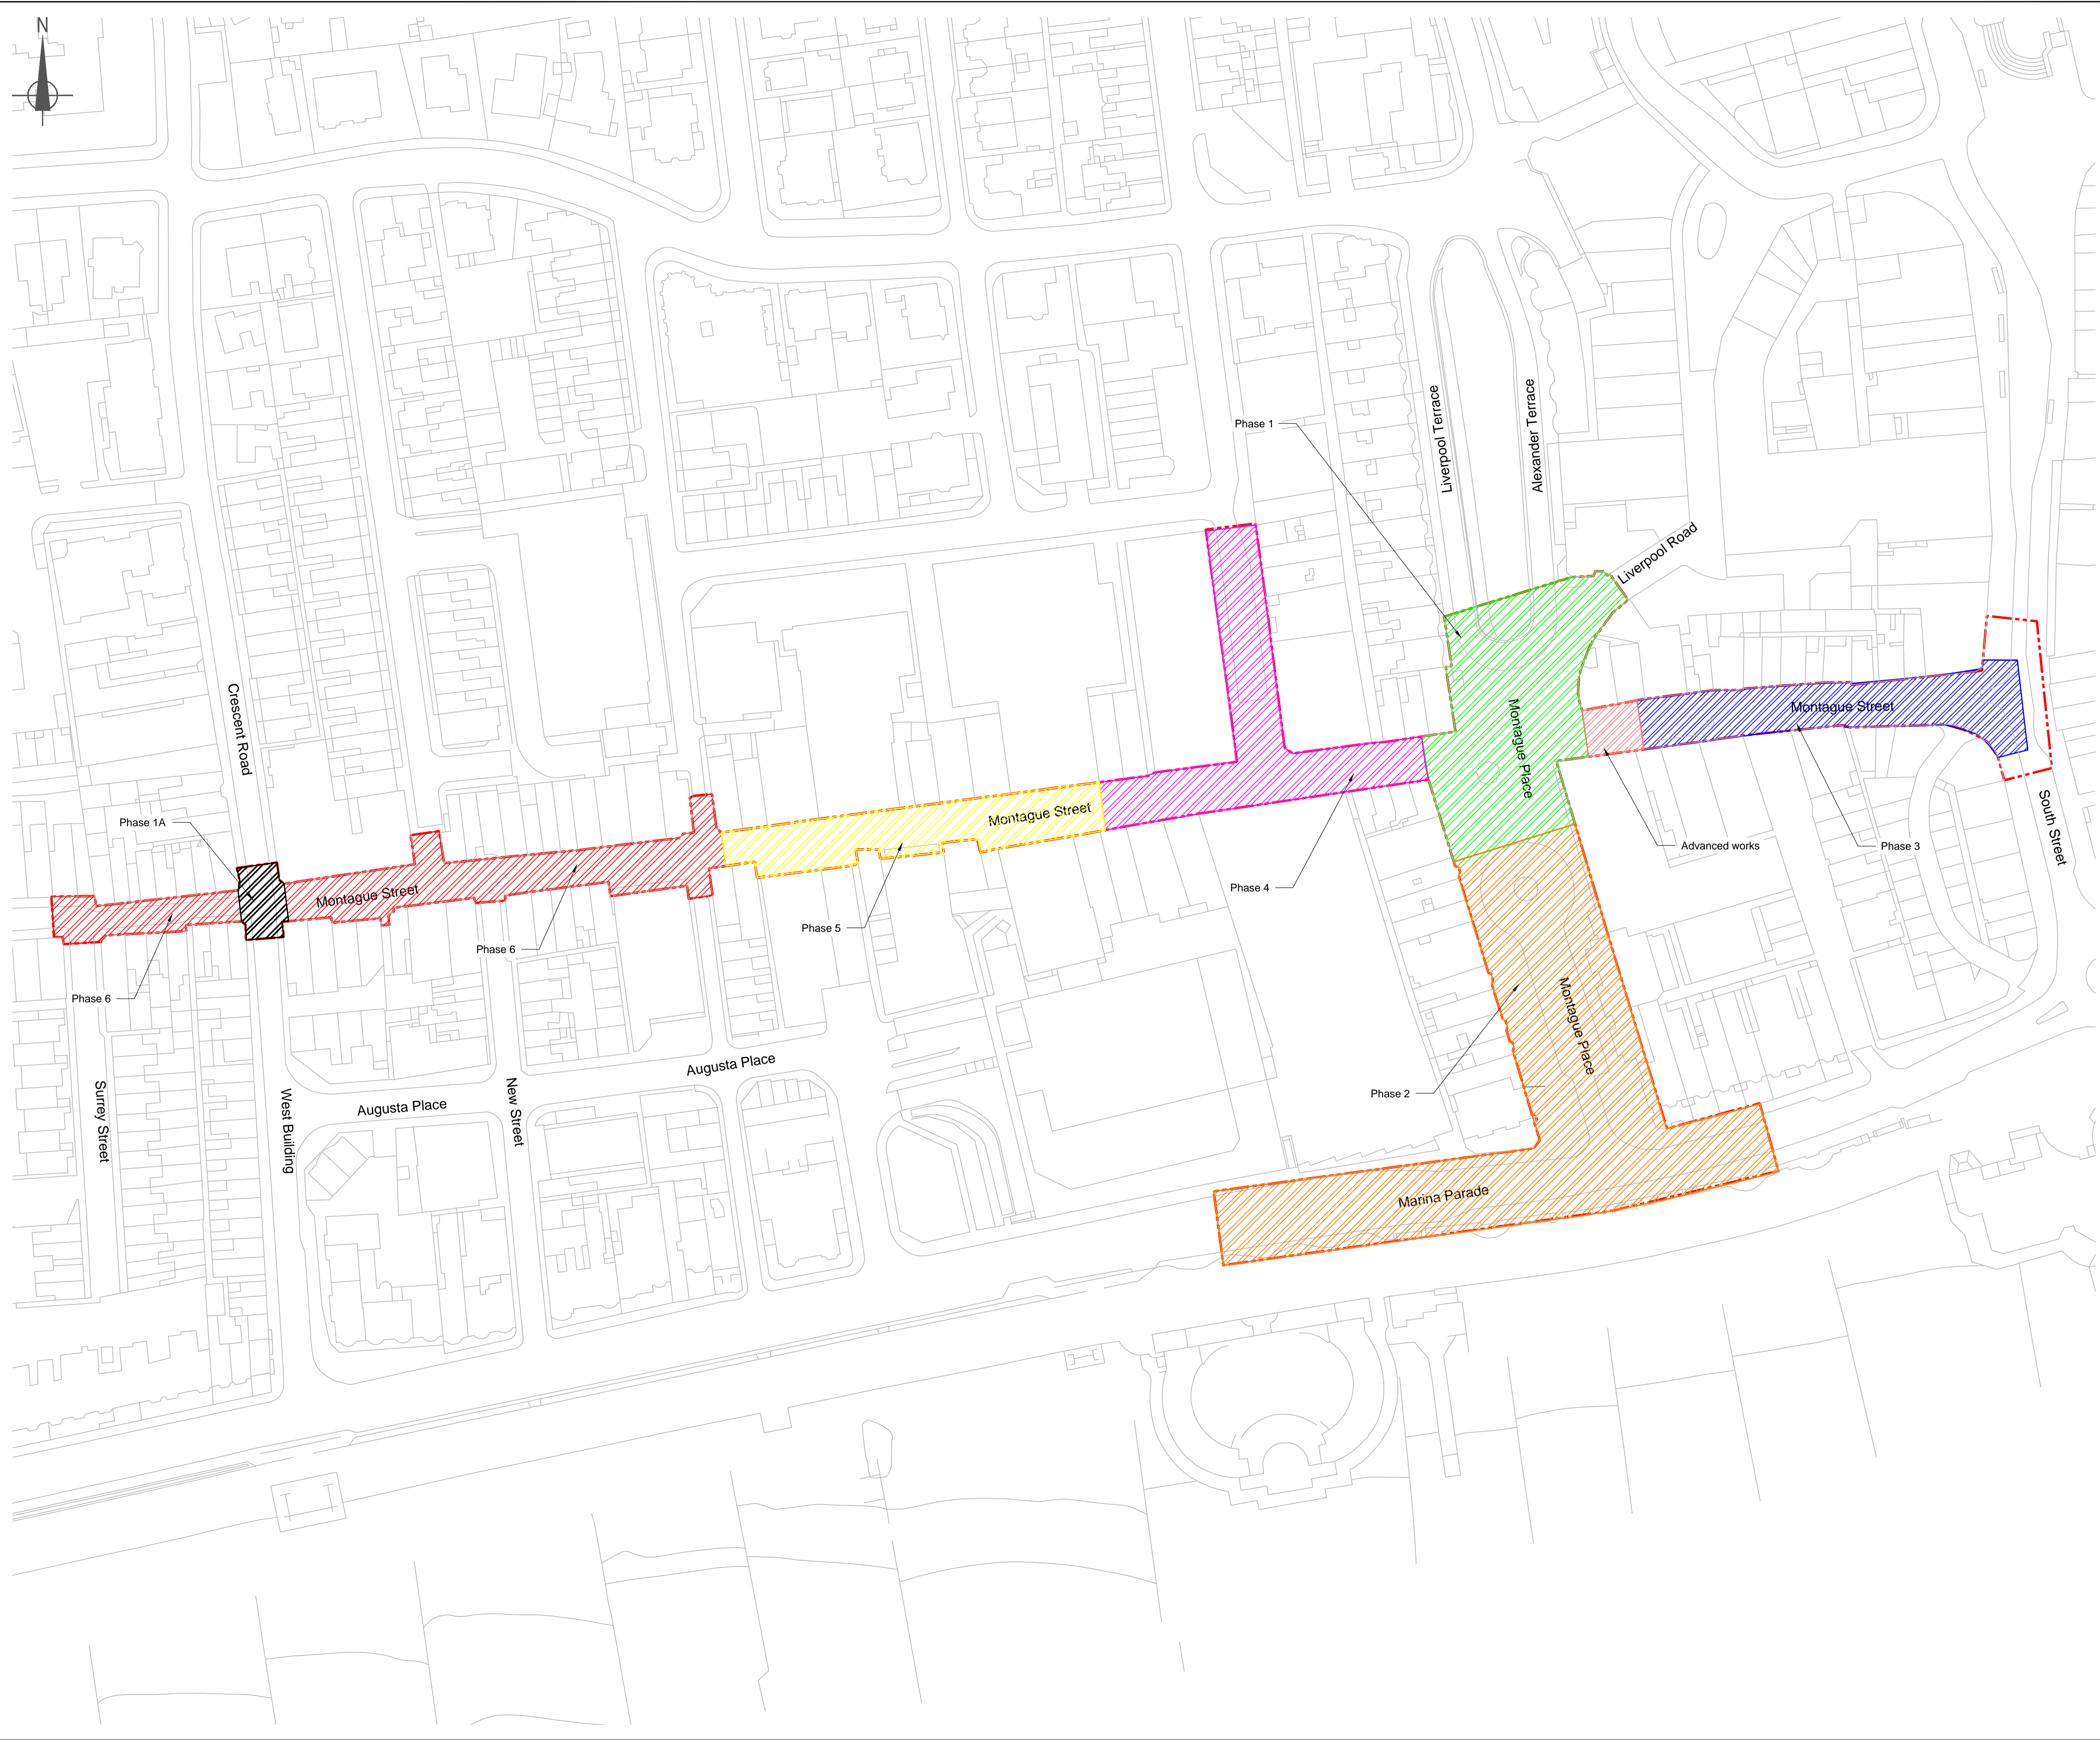 N
Phase 1
Liverpool Terrace
Alexander Terrace
Liverpool Road
Crescent Road
Montague Place
Montague Street
Phase 1A
Montague Street
South Street
Advanced works
Phase 3
Montague Street
Phase 4
Phase 5
Phase 6
Phase 6
Montague Place
Augusta Place
Phase 2
Surrey Street
West Building
Augusta Place
New Street
Marina Parade